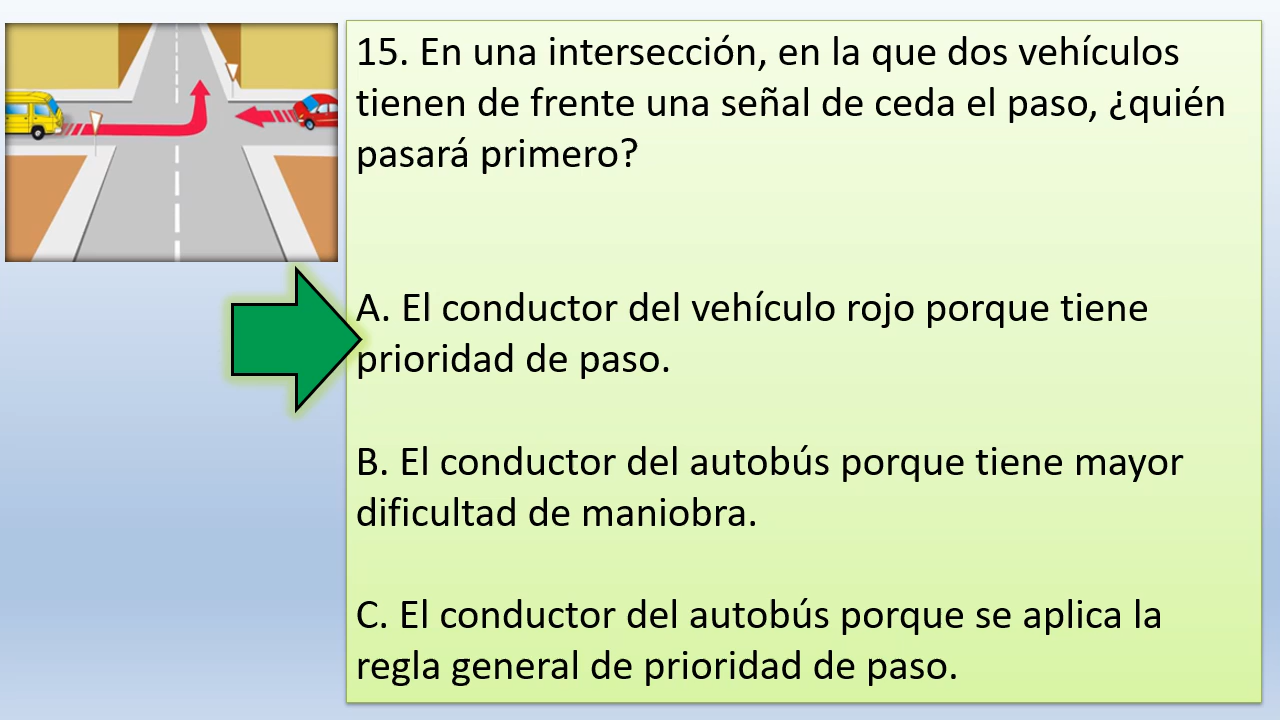 15. En una intersección, en la que dos vehículos
tienen de frente una señal de ceda el paso, ¿quién
pasará primero?
A. El conductor del vehículo rojo porque tiene
prioridad de paso.
B. El conductor del autobús porque tiene mayor
dificultad de maniobra.
C. El conductor del autobús porque se aplica la
regla general de prioridad de paso.